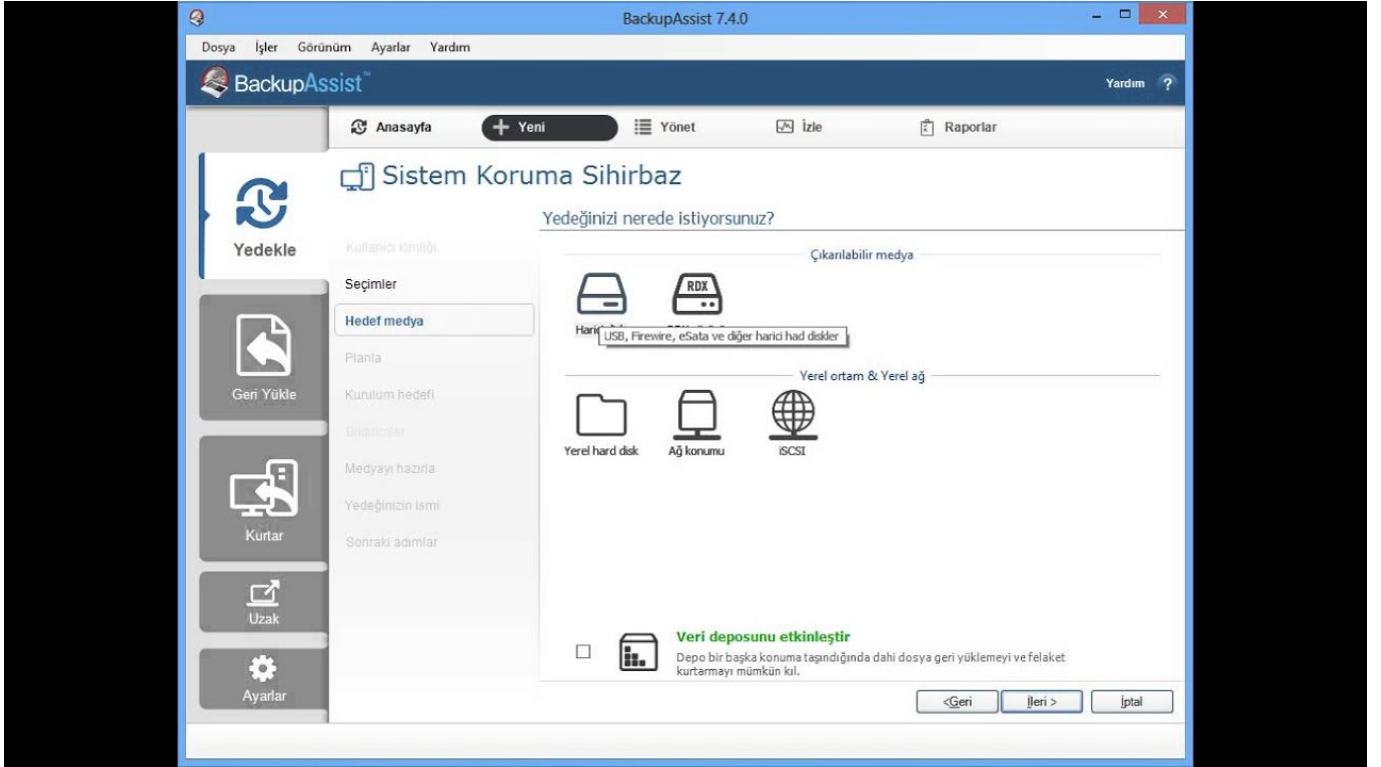 BackupAssist 7.4.0
Dosya İşler Görünüm Ayarlar Yardım
BackupAssist™
Yardım ?
Anasayfa Yeni Yönet İzle Raporlar
Sistem Koruma Sihirbaz
Yedeğinizi nerede istiyorsunuz?
Yedekle
Kullanıcı kimliği
Çıkarılabilir medya
Seçimler
RDX
Hedef medya
USB, Firewire, eSata ve diğer harici had diskler
Planla
Yerel ortam & Yerel ağ
Geri Yükle
Kurulum hedefi
Bildirimler
Yerel hard disk Ağ konumu iSCSI
Medyayı hazırla
Yedeğinizin ismi
Kurtar
Sonraki adımlar
Uzak
Veri deposunu etkinleştir
Depo bir başka konuma taşındığında dahi dosya geri yüklemeyi ve felaket
kurtarmayı mümkün kıl.
Ayarlar
<Geri İleri > İptal